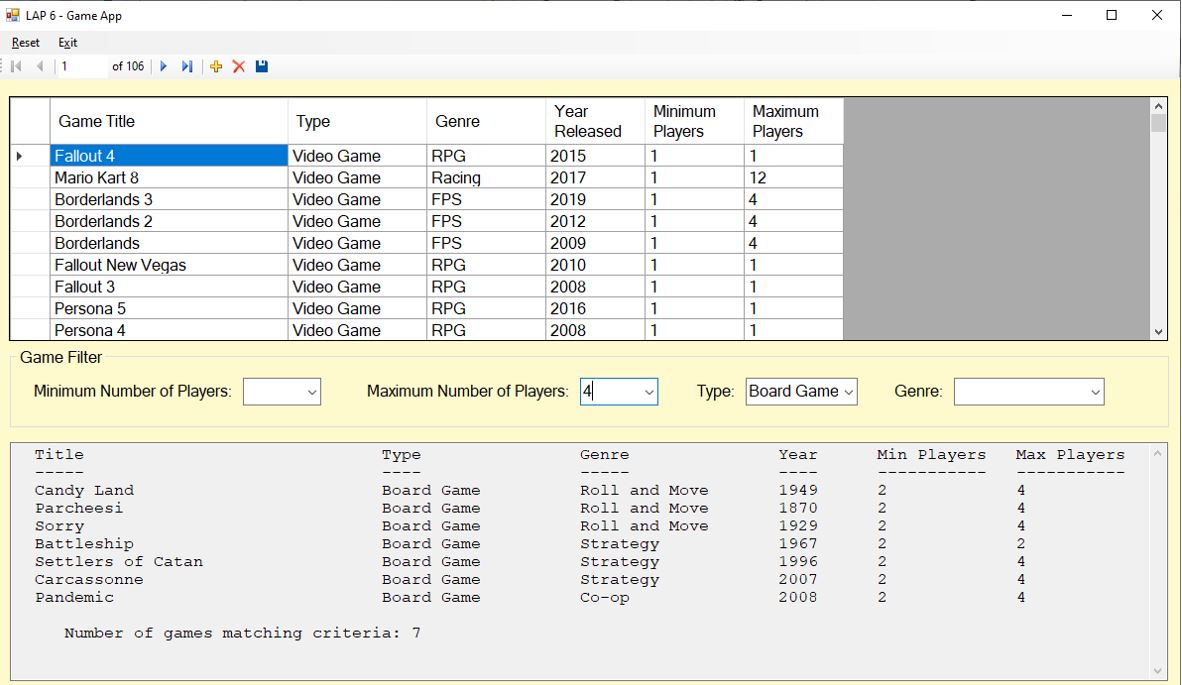 LAP 6 - Game App
Reset Exit
1 of 106
Game Title Type Genre Year Released Minimum Players Maximum Players
Fallout 4 Video Game RPG 2015 1 1
Mario Kart 8 Video Game Racing 2017 1 12
Borderlands 3 Video Game FPS 2019 1 4
Borderlands 2 Video Game FPS 2012 1 4
Borderlands Video Game FPS 2009 1 4
Fallout New Vegas Video Game RPG 2010 1 1
Fallout 3 Video Game RPG 2008 1 1
Persona 5 Video Game RPG 2016 1 1
Persona 4 Video Game RPG 2008 1 1
Game Filter
Minimum Number of Players: Maximum Number of Players: 4 Type: Board Game Genre:
Title Type Genre Year Min Players Max Players
----- ---- ----- ---- ----------- -----------
Candy Land Board Game Roll and Move 1949 2 4
Parcheesi Board Game Roll and Move 1870 2 4
Sorry Board Game Roll and Move 1929 2 4
Battleship Board Game Strategy 1967 2 2
Settlers of Catan Board Game Strategy 1996 2 4
Carcassonne Board Game Strategy 2007 2 4
Pandemic Board Game Co-op 2008 2 4
Number of games matching criteria: 7